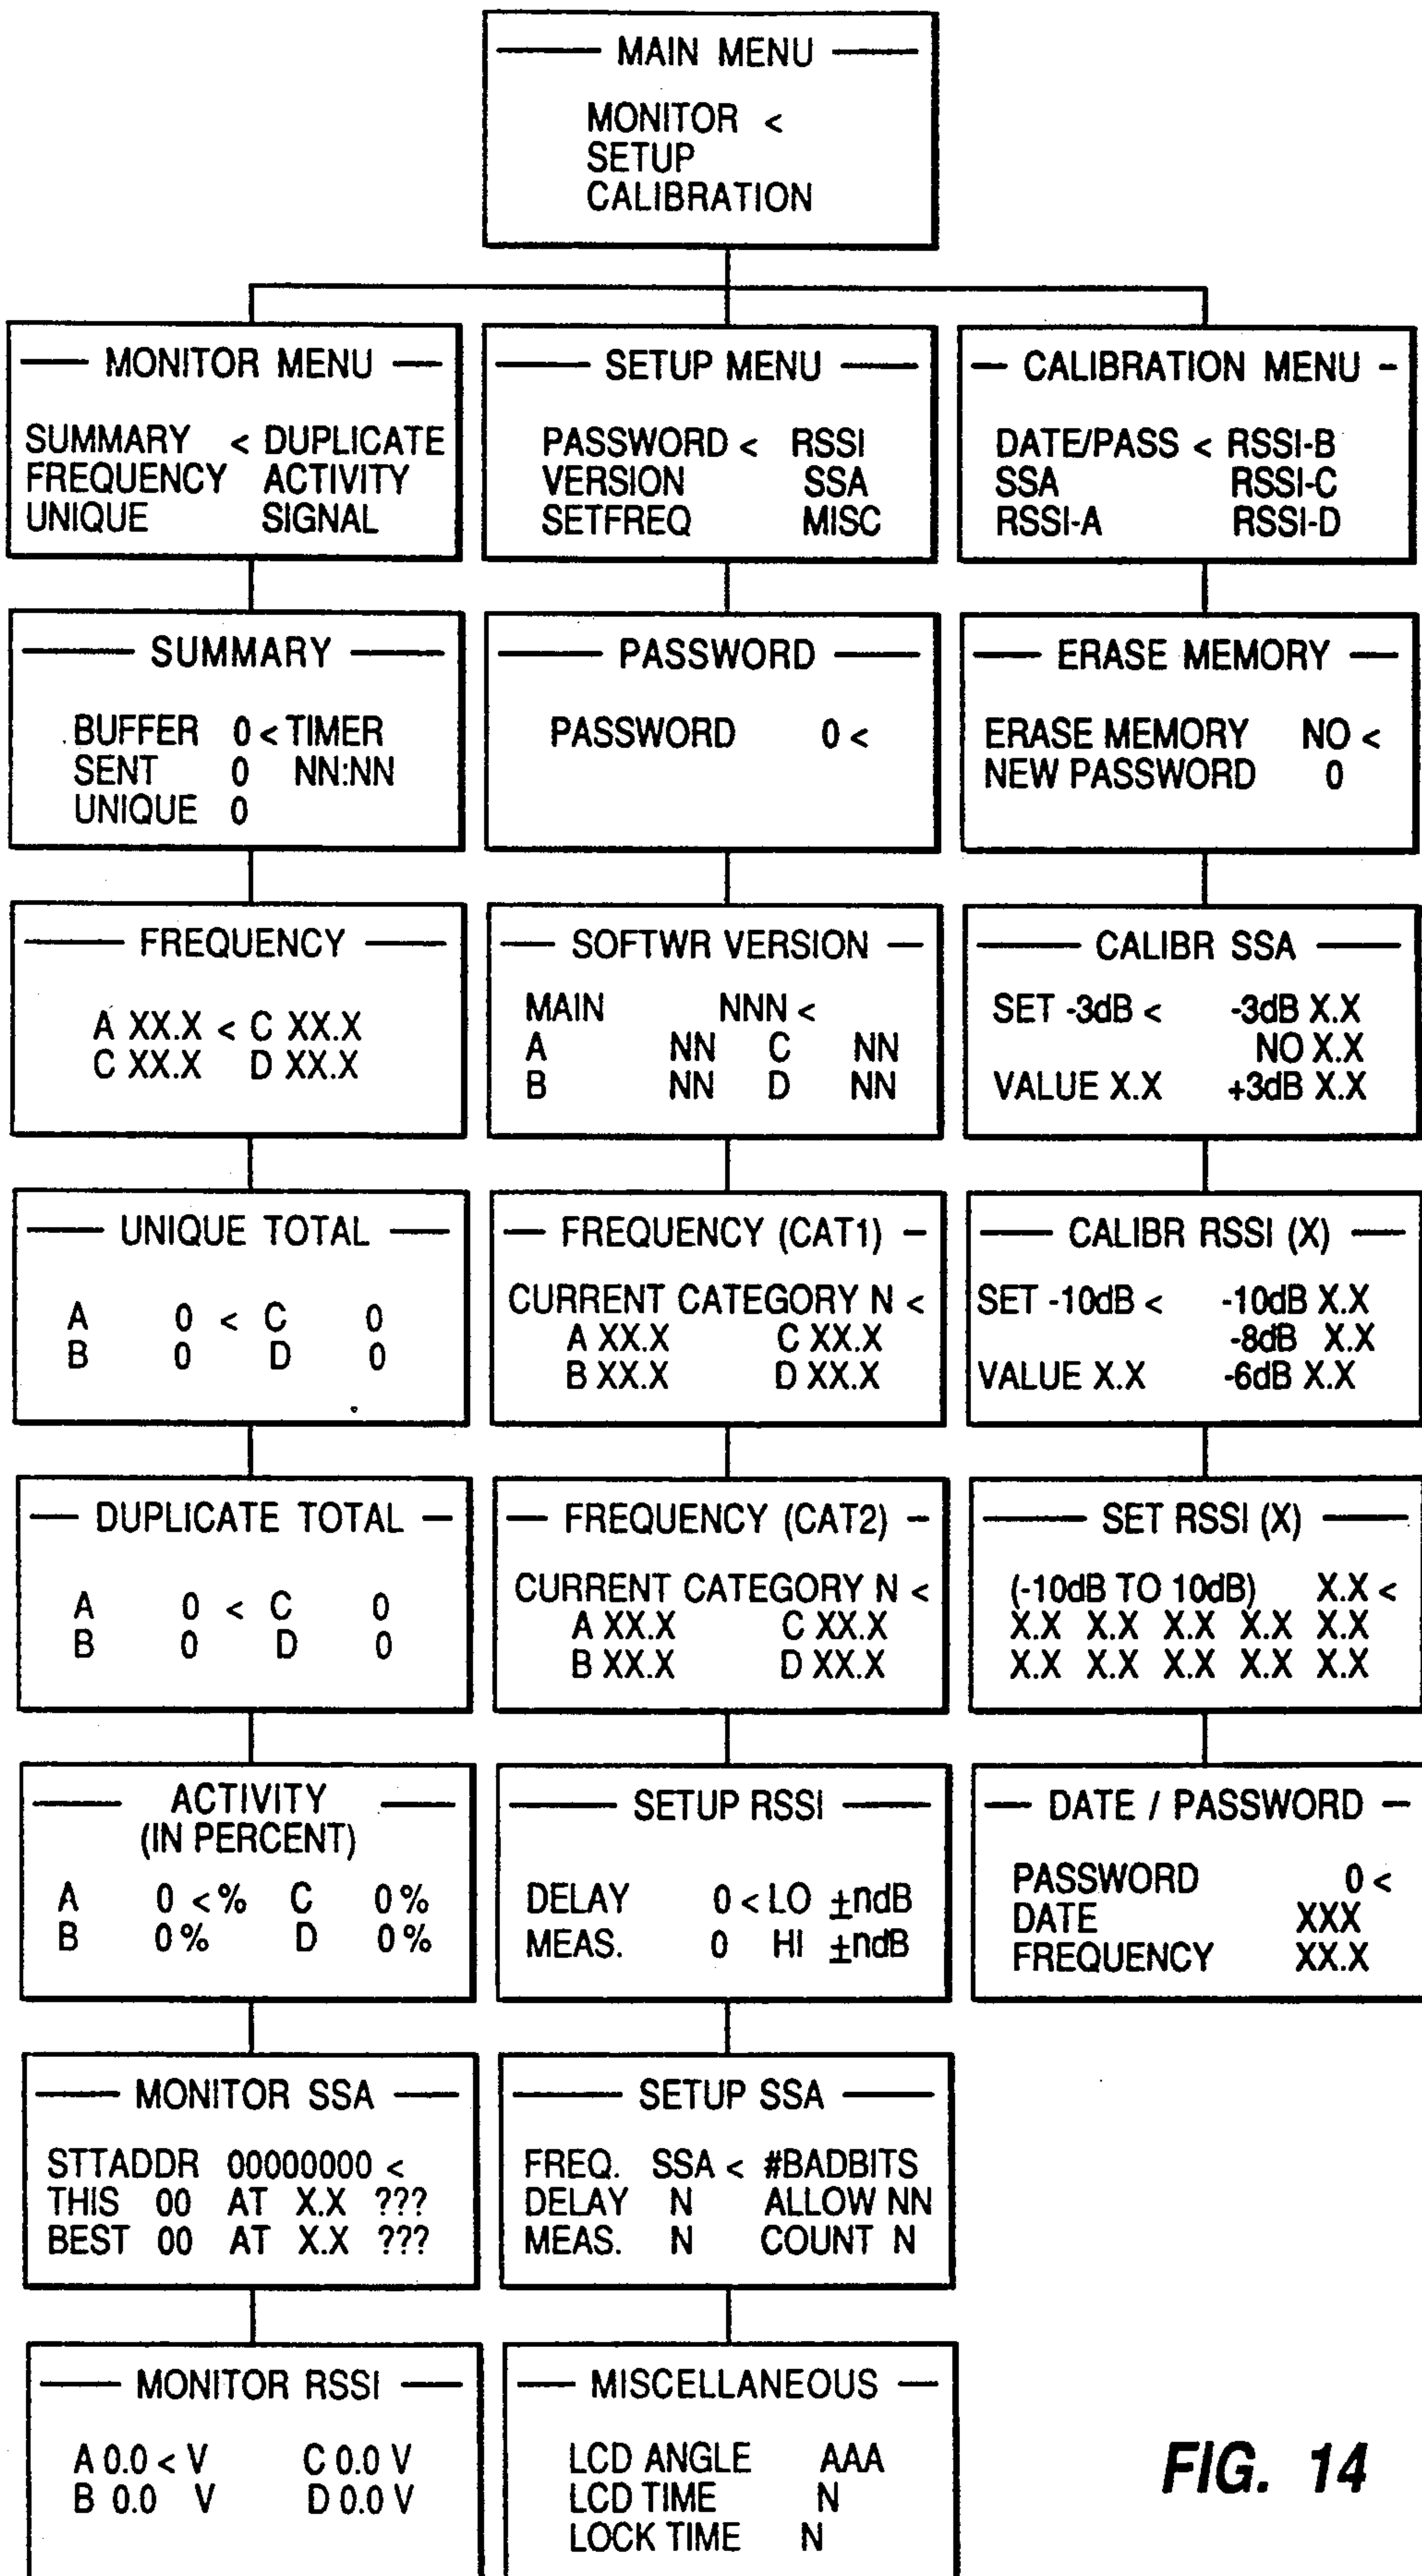 MAIN MENU
MONITOR <
SETUP
CALIBRATION
MONITOR MENU
SUMMARY < DUPLICATE
FREQUENCY ACTIVITY
UNIQUE SIGNAL
SETUP MENU
PASSWORD < RSSI
VERSION SSA
SETFREQ MISC
CALIBRATION MENU
DATE/PASS < RSSI-B
SSA RSSI-C
RSSI-A RSSI-D
SUMMARY
BUFFER 0 < TIMER
SENT 0 NN:NN
UNIQUE 0
PASSWORD
PASSWORD 0 <
ERASE MEMORY
ERASE MEMORY NO <
NEW PASSWORD 0
FREQUENCY
A XX.X < C XX.X
C XX.X D XX.X
SOFTWR VERSION
MAIN NNN <
A NN C NN
B NN D NN
CALIBR SSA
SET -3dB < -3dB X.X
NO X.X
VALUE X.X +3dB X.X
UNIQUE TOTAL
A 0 < C 0
B 0 D 0
FREQUENCY (CAT1)
CURRENT CATEGORY N <
A XX.X C XX.X
B XX.X D XX.X
CALIBR RSSI (X)
SET -10dB < -10dB X.X
-8dB X.X
VALUE X.X -6dB X.X
DUPLICATE TOTAL
A 0 < C 0
B 0 D 0
FREQUENCY (CAT2)
CURRENT CATEGORY N <
A XX.X C XX.X
B XX.X D XX.X
SET RSSI (X)
(-10dB TO 10dB) X.X <
X.X X.X X.X X.X X.X
X.X X.X X.X X.X X.X
ACTIVITY
(IN PERCENT)
A 0 <% C 0%
B 0% D 0%
SETUP RSSI
DELAY 0 < LO ±ndB
MEAS. 0 HI ±ndB
DATE / PASSWORD
PASSWORD 0 <
DATE XXX
FREQUENCY XX.X
MONITOR SSA
STTADDR 00000000 <
THIS 00 AT X.X ???
BEST 00 AT X.X ???
SETUP SSA
FREQ. SSA < #BADBITS
DELAY N ALLOW NN
MEAS. N COUNT N
MONITOR RSSI
A 0.0 < V C 0.0 V
B 0.0 V D 0.0 V
MISCELLANEOUS
LCD ANGLE AAA
LCD TIME N
LOCK TIME N
FIG. 14